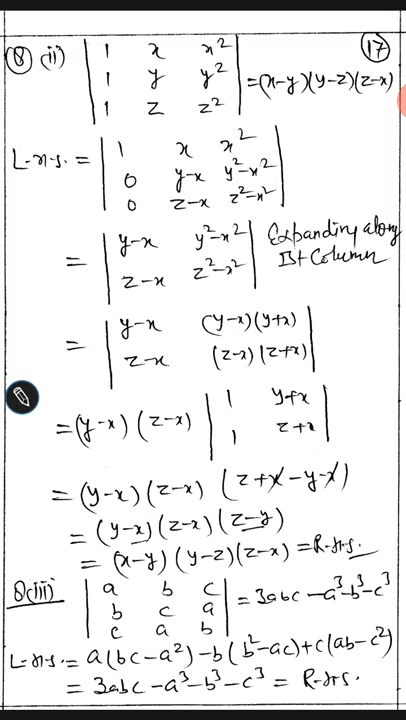 ⑧ (ii) | 1 x x² | ⑰
| 1 y y² | = (x-y)(y-z)(z-x)
| 1 z z² |
L-H-S. = | 1 x x² |
| 0 y-x y²-x² |
| 0 z-x z²-x² |
= | y-x y²-x² | Expanding along
| z-x z²-x² | Ist Column
= | y-x (y-x)(y+x) |
| z-x (z-x)(z+x) |
= (y-x)(z-x) | 1 y+x |
| 1 z+x |
= (y-x)(z-x)(z+x-y-x)
= (y-x)(z-x)(z-y)
= (x-y)(y-z)(z-x) = R-H-S.
8(iii) | a b c |
| b c a | = 3abc-a³-b³-c³
| c a b |
L-H-S. = a(bc-a²)-b(b²-ac)+c(ab-c²)
= 3abc-a³-b³-c³ = R-H-S.